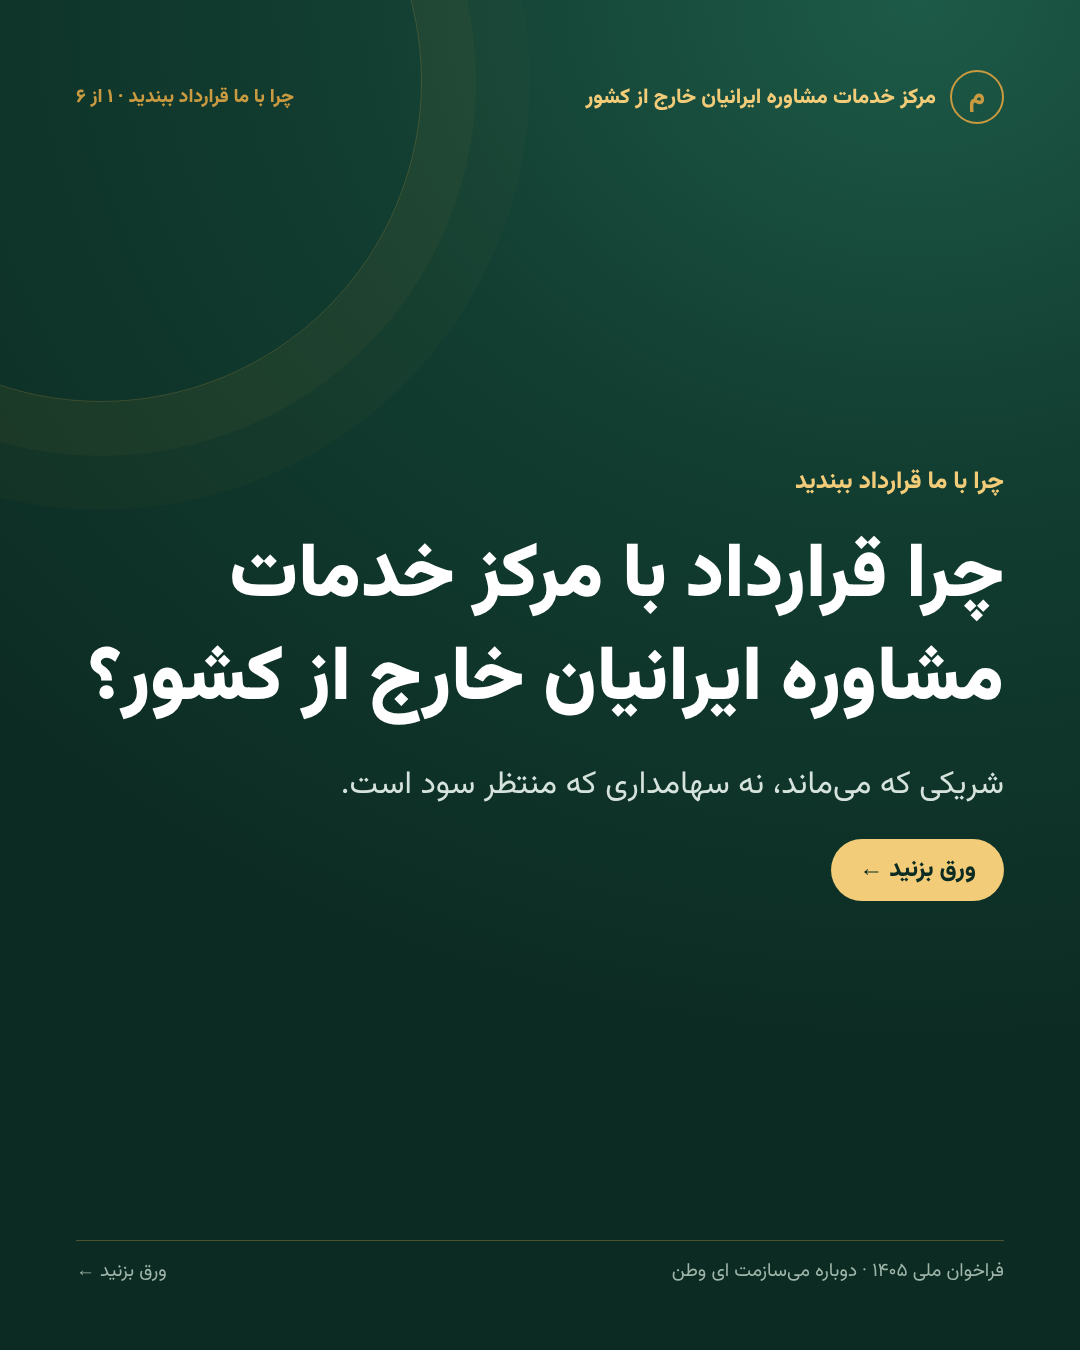 م
مرکز خدمات مشاوره ایرانیان خارج از کشور
چرا با ما قرارداد ببندید · ۱ از ۶
چرا با ما قرارداد ببندید
چرا قرارداد با مرکز خدمات
مشاوره ایرانیان خارج از کشور؟
شریکی که می‌ماند، نه سهامداری که منتظر سود است.
ورق بزنید ←
فراخوان ملی ۱۴۰۵ · دوباره می‌سازمت ای وطن
ورق بزنید ←